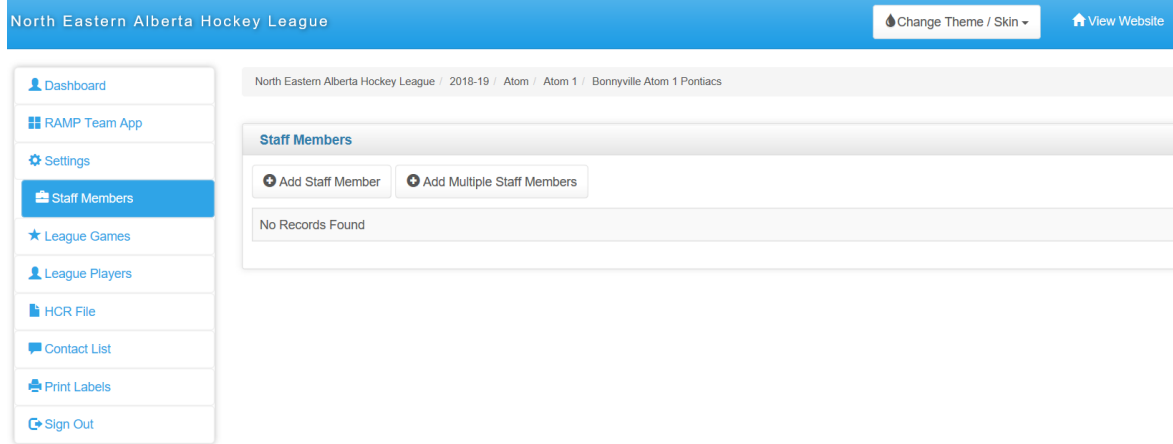 North Eastern Alberta Hockey League
Change Theme / Skin
View Website
Dashboard
RAMP Team App
Settings
Staff Members
League Games
League Players
HCR File
Contact List
Print Labels
Sign Out
North Eastern Alberta Hockey League / 2018-19 / Atom / Atom 1 / Bonnyville Atom 1 Pontiacs
Staff Members
Add Staff Member
Add Multiple Staff Members
No Records Found